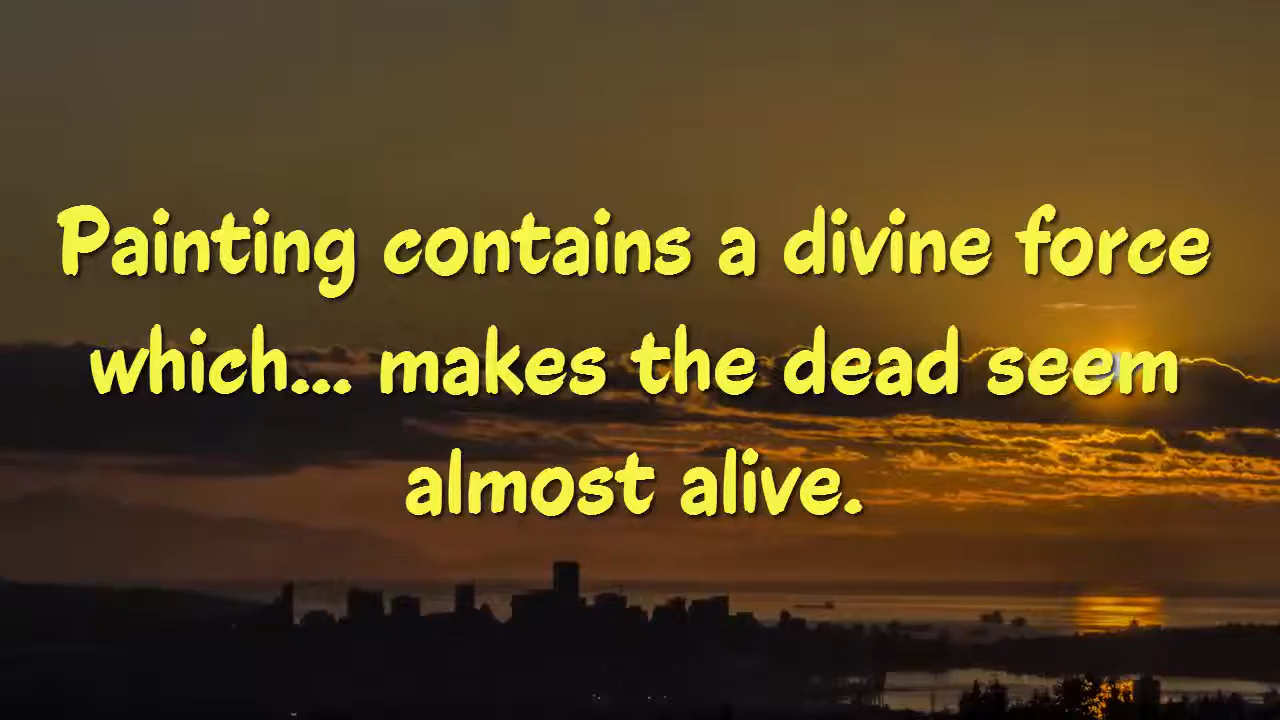 Painting contains a divine force
which... makes the dead seem
almost alive.